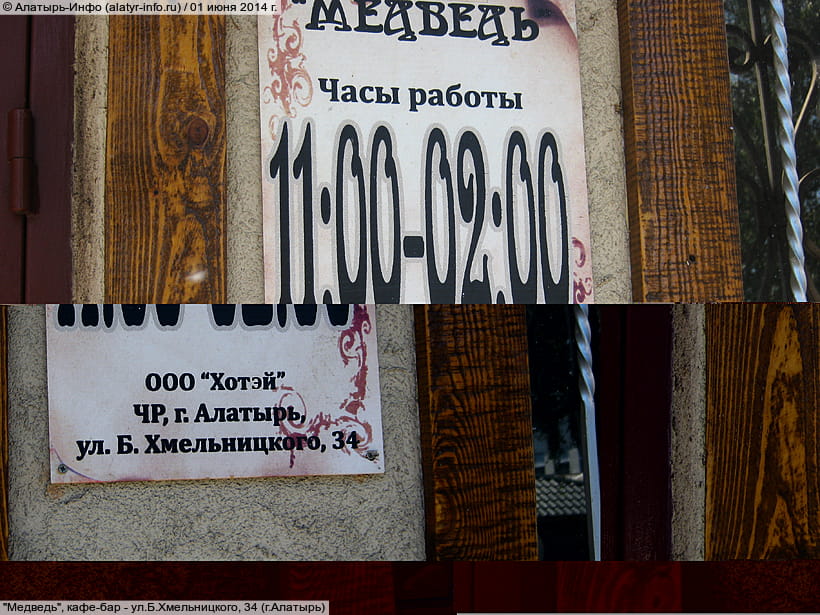 © Алатырь-Инфо (alatyr-info.ru) / 01 июня 2014 г.
"МЕДВЕДЬ
Часы работы
11:00-02:00
ООО “Хотэй”
ЧР, г. Алатырь,
ул. Б. Хмельницкого, 34
"Медведь", кафе-бар - ул.Б.Хмельницкого, 34 (г.Алатырь)